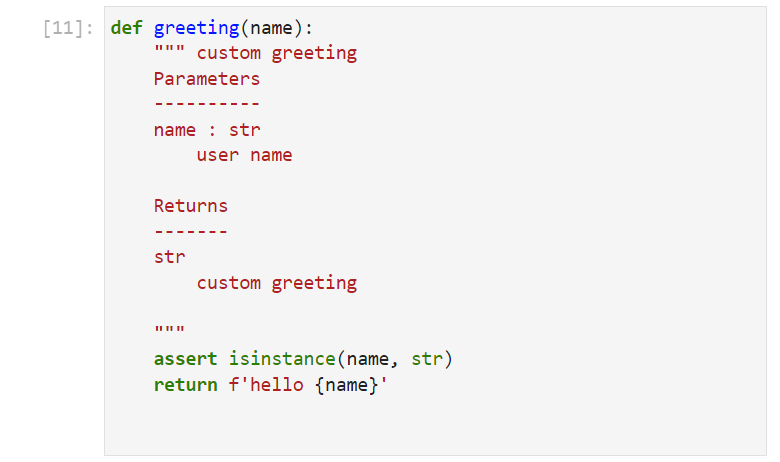 [11]: def greeting(name):
    """ custom greeting
    Parameters
    ----------
    name : str
        user name

    Returns
    -------
    str
        custom greeting

    """
    assert isinstance(name, str)
    return f'hello {name}'